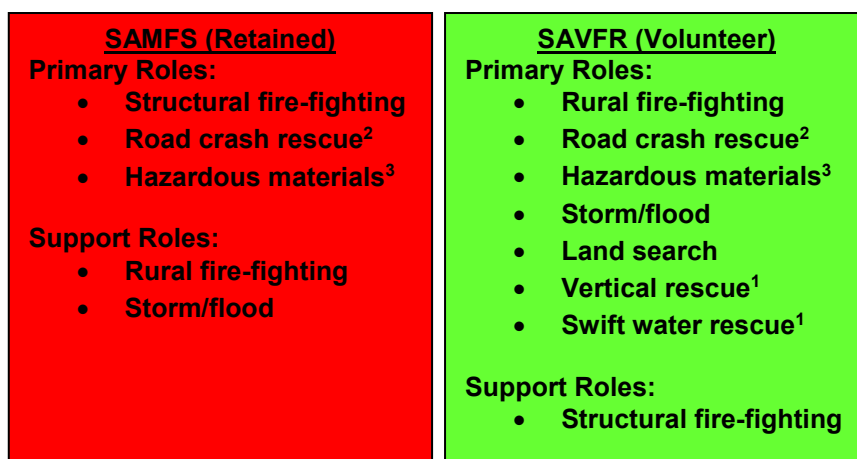 SAMFS (Retained)
Primary Roles:
• Structural fire-fighting
• Road crash rescue²
• Hazardous materials³
Support Roles:
• Rural fire-fighting
• Storm/flood
SAVFR (Volunteer)
Primary Roles:
• Rural fire-fighting
• Road crash rescue²
• Hazardous materials³
• Storm/flood
• Land search
• Vertical rescue¹
• Swift water rescue¹
Support Roles:
• Structural fire-fighting